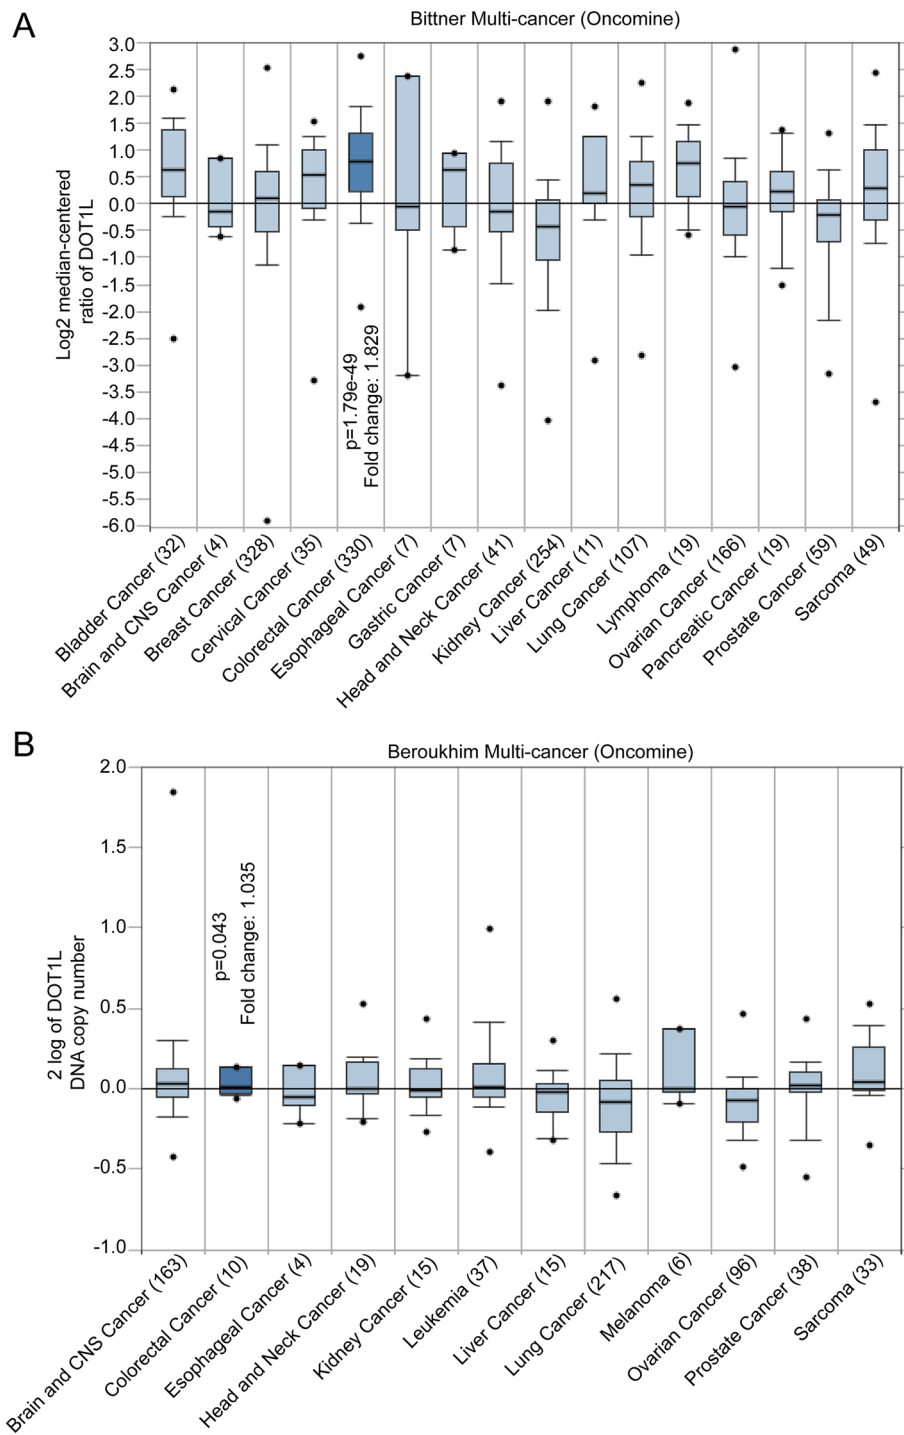 A
Bittner Multi-cancer (Oncomine)
Log2 median-centered
ratio of DOT1L
3.0
2.5
2.0
1.5
1.0
0.5
0.0
-0.5
-1.0
-1.5
-2.0
-2.5
-3.0
-3.5
-4.0
-4.5
-5.0
-5.5
-6.0
p=1.79e-49
Fold change: 1.829
Bladder Cancer (32)
Brain and CNS Cancer (4)
Breast Cancer (328)
Cervical Cancer (35)
Colorectal Cancer (330)
Esophageal Cancer (7)
Gastric Cancer (7)
Head and Neck Cancer (41)
Kidney Cancer (254)
Liver Cancer (11)
Lung Cancer (107)
Lymphoma (19)
Ovarian Cancer (166)
Pancreatic Cancer (19)
Prostate Cancer (59)
Sarcoma (49)
B
Beroukhim Multi-cancer (Oncomine)
2 log of DOT1L
DNA copy number
2.0
1.5
1.0
0.5
0.0
-0.5
-1.0
p=0.043
Fold change: 1.035
Brain and CNS Cancer (163)
Colorectal Cancer (10)
Esophageal Cancer (4)
Head and Neck Cancer (19)
Kidney Cancer (15)
Leukemia (37)
Liver Cancer (15)
Lung Cancer (217)
Melanoma (6)
Ovarian Cancer (96)
Prostate Cancer (38)
Sarcoma (33)